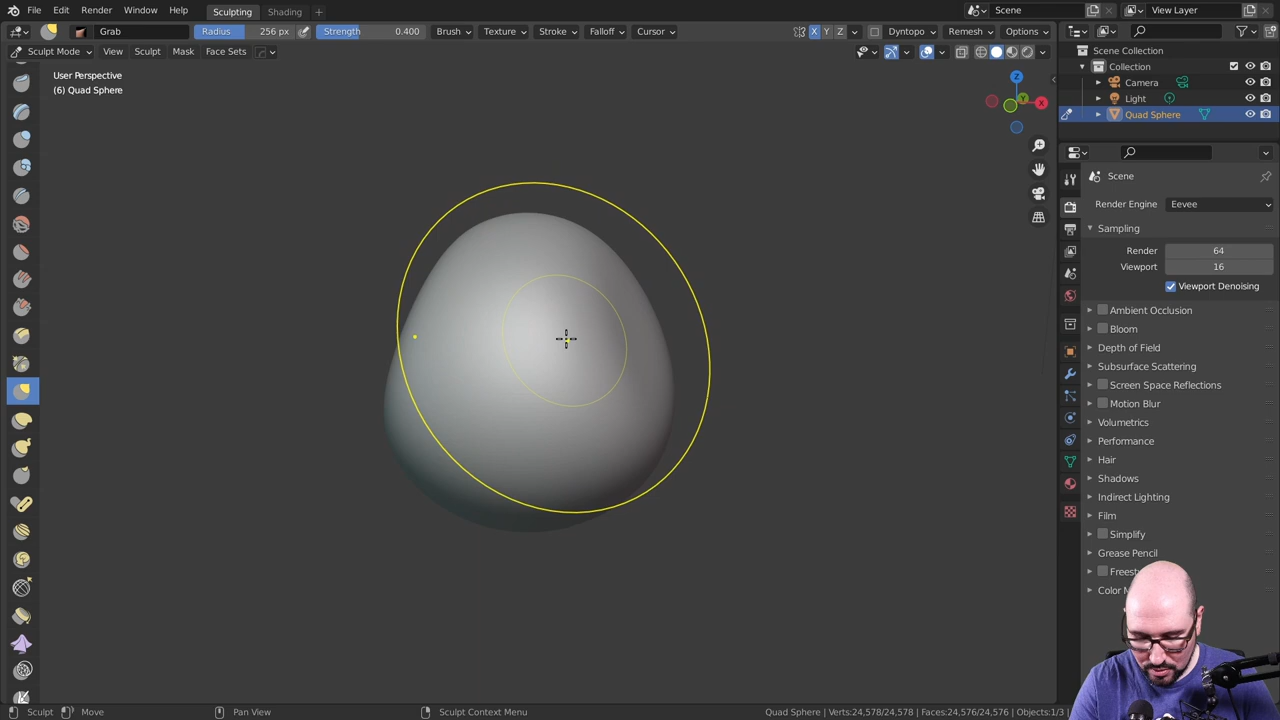 File Edit Render Window Help Sculpting Shading + Scene View Layer
Grab Radius 256 px Strength 0.400 Brush Texture Stroke Falloff Cursor X Y Z Dyntopo Remesh Options
Sculpt Mode View Sculpt Mask Face Sets
User Perspective
(6) Quad Sphere
Z
Y
X
Scene Collection
Collection
Camera
Light
Quad Sphere
Scene
Render Engine Eevee
Sampling
Render 64
Viewport 16
Viewport Denoising
Ambient Occlusion
Bloom
Depth of Field
Subsurface Scattering
Screen Space Reflections
Motion Blur
Volumetrics
Performance
Hair
Shadows
Indirect Lighting
Film
Simplify
Grease Pencil
Sculpt Move Pan View Sculpt Context Menu Quad Sphere | Verts:24,578/24,578 | Faces:24,576/24,576 | Objects:1/3 |